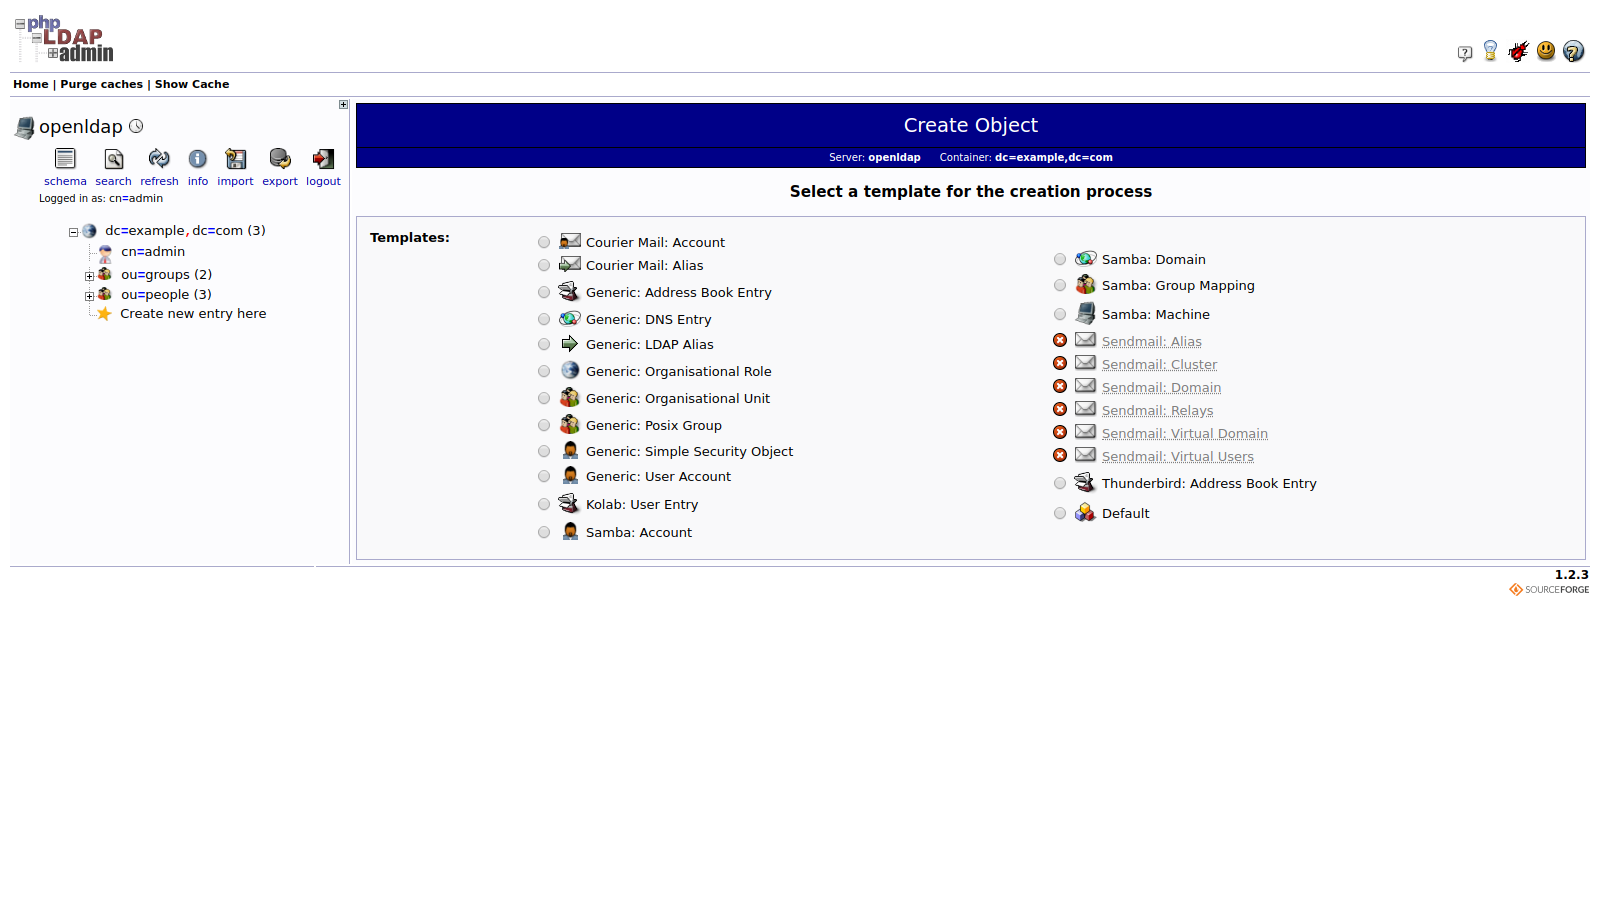 php
LDAP
admin
Home | Purge caches | Show Cache
openldap
schema search refresh info import export logout
Logged in as: cn=admin
dc=example,dc=com (3)
cn=admin
ou=groups (2)
ou=people (3)
Create new entry here
Create Object
Server: openldap Container: dc=example,dc=com
Select a template for the creation process
Templates:
Courier Mail: Account
Courier Mail: Alias
Generic: Address Book Entry
Generic: DNS Entry
Generic: LDAP Alias
Generic: Organisational Role
Generic: Organisational Unit
Generic: Posix Group
Generic: Simple Security Object
Generic: User Account
Kolab: User Entry
Samba: Account
Samba: Domain
Samba: Group Mapping
Samba: Machine
Sendmail: Alias
Sendmail: Cluster
Sendmail: Domain
Sendmail: Relays
Sendmail: Virtual Domain
Sendmail: Virtual Users
Thunderbird: Address Book Entry
Default
1.2.3
SOURCEFORGE